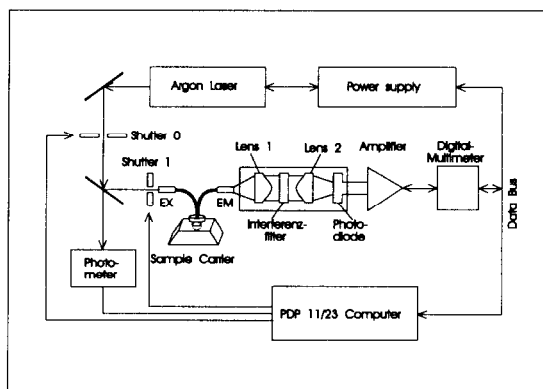 Argon Laser
Power supply
Shutter 0
Shutter 1
Lens 1
Lens 2
Amplifier
Digital-
Multimeter
EX
EM
Interferenz-
filter
Photo-
diode
Data Bus
Sample Carrier
Photo-
meter
PDP 11/23 Computer